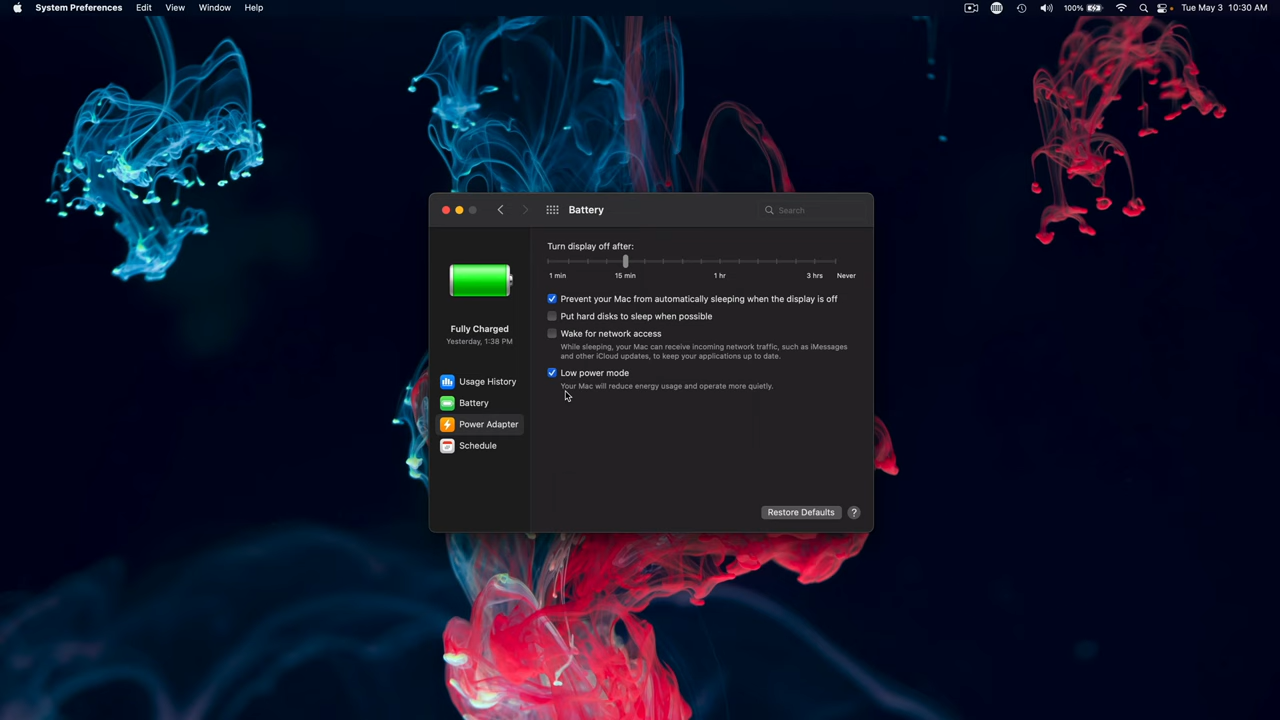 System Preferences Edit View Window Help 100% Tue May 3 10:30 AM
Battery Search
Turn display off after:
1 min 15 min 1 hr 3 hrs Never
Prevent your Mac from automatically sleeping when the display is off
Put hard disks to sleep when possible
Wake for network access
While sleeping, your Mac can receive incoming network traffic, such as iMessages
and other iCloud updates, to keep your applications up to date.
Low power mode
Your Mac will reduce energy usage and operate more quietly.
Fully Charged
Yesterday, 1:38 PM
Usage History
Battery
Power Adapter
Schedule
Restore Defaults ?